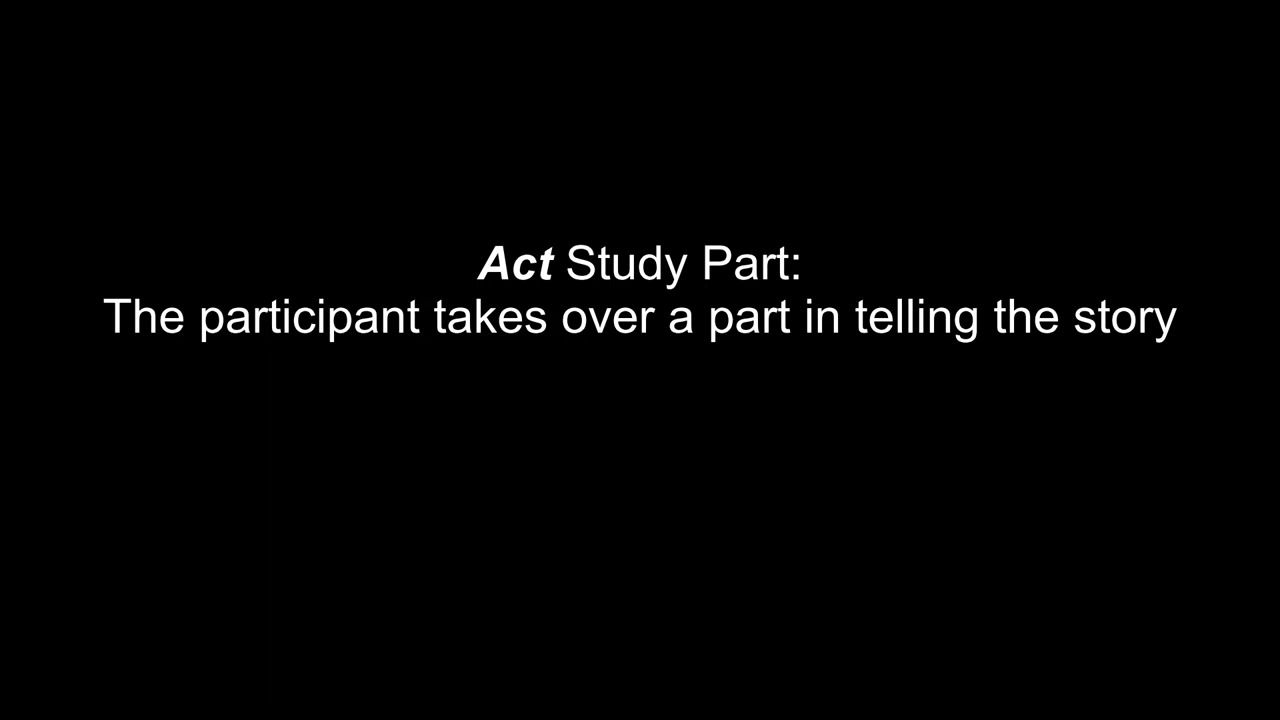 Act Study Part:
The participant takes over a part in telling the story